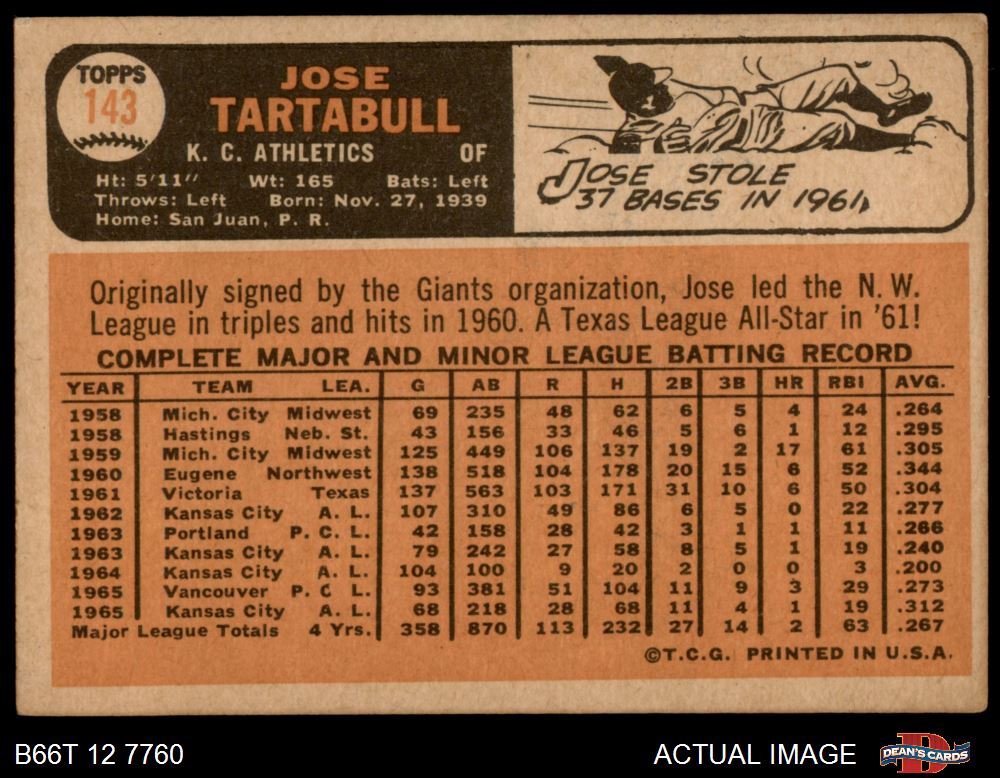 TOPPS
143
JOSE
TARTABULL
K. C. ATHLETICS OF
Ht: 5'11" Wt: 165 Bats: Left
Throws: Left Born: Nov. 27, 1939
Home: San Juan, P. R.
JOSE STOLE
37 BASES IN 1961,
Originally signed by the Giants organization, Jose led the N. W.
League in triples and hits in 1960. A Texas League All-Star in '61!
COMPLETE MAJOR AND MINOR LEAGUE BATTING RECORD
YEAR TEAM LEA. G AB R H 2B 3B HR RBI AVG.
1958 Mich. City Midwest 69 235 48 62 6 5 4 24 .264
1958 Hastings Neb. St. 43 156 33 46 5 6 1 12 .295
1959 Mich. City Midwest 125 449 106 137 19 2 17 61 .305
1960 Eugene Northwest 138 518 104 178 20 15 6 52 .344
1961 Victoria Texas 137 563 103 171 31 10 6 50 .304
1962 Kansas City A. L. 107 310 49 86 6 5 0 22 .277
1963 Portland P. C. L. 42 158 28 42 3 1 1 11 .266
1963 Kansas City A. L. 79 242 27 58 8 5 1 19 .240
1964 Kansas City A. L. 104 100 9 20 2 0 0 3 .200
1965 Vancouver P. C L. 93 381 51 104 11 9 3 29 .273
1965 Kansas City A. L. 68 218 28 68 11 4 1 19 .312
Major League Totals 4 Yrs. 358 870 113 232 27 14 2 63 .267
©T.C.G. PRINTED IN U.S.A.
B66T 12 7760 ACTUAL IMAGE DEAN'S CARDS